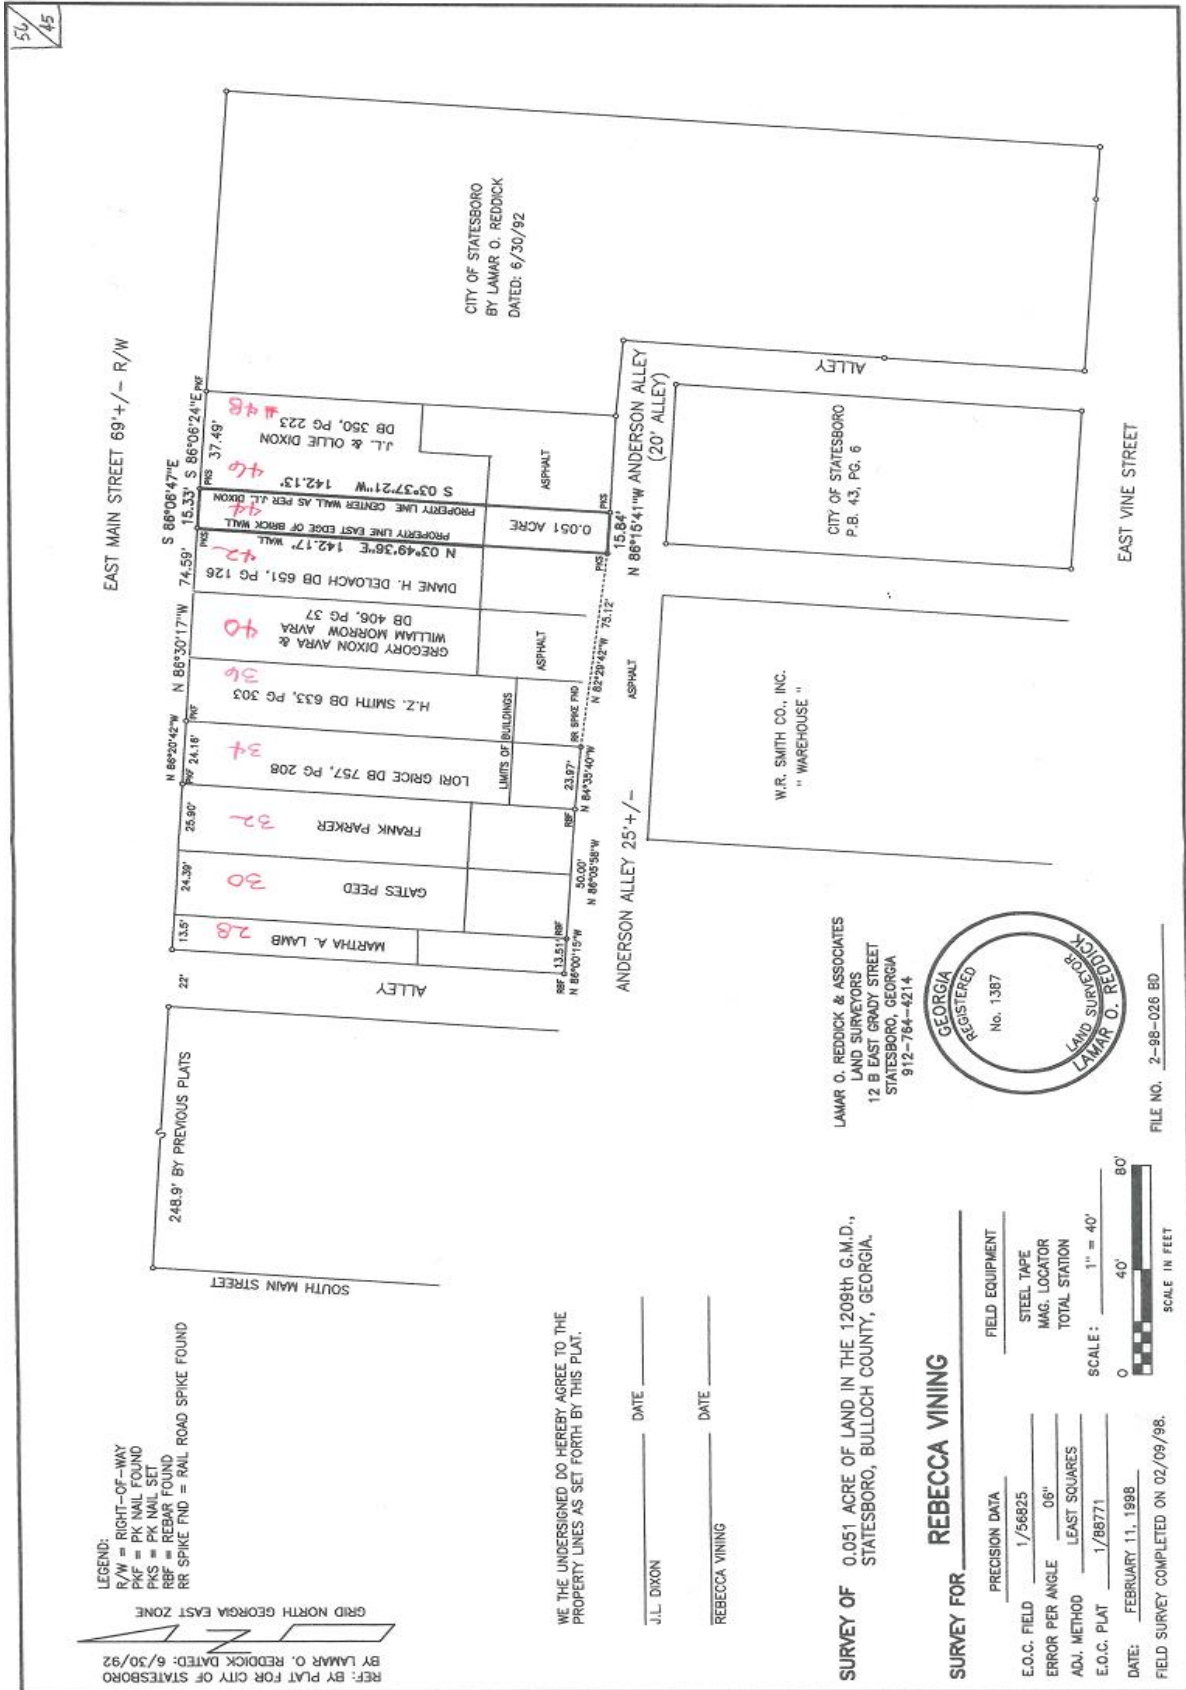 56/45
EAST MAIN STREET 69'+/- R/W
CITY OF STATESBORO
BY LAMAR O. REDDICK
DATED: 6/30/92
S 86°06'47"E
15.33'
S 86°06'24"E
37.49'
PKF
PKS
PKS
74.59'
N 86°30'17"W
PKF
N 86°20'42"W
24.16'
PKF
25.90'
24.39'
13.5'
22'
248.9' BY PREVIOUS PLATS
SOUTH MAIN STREET
ALLEY
MARTHA A. LAMB
28
GATES PEED
30
FRANK PARKER
32
LORI GRICE DB 757, PG 208
34
H.Z. SMITH DB 633, PG 303
36
GREGORY DIXON AVRA &
WILLIAM MORROW AVRA
DB 406, PG 37
40
DIANE H. DELOACH DB 651, PG 126
42
N 03°49'36"E 142.17' WALL
PROPERTY LINE EAST EDGE OF BRICK WALL
44
PROPERTY LINE CENTER WALL AS PER J.L. DIXON
S 03°37'21"W 142.13'
46
J.L. & OLLIE DIXON
DB 350, PG 223
#48
0.051 ACRE
ASPHALT
ASPHALT
LIMITS OF BUILDINGS
ASPHALT
PKS
15.84'
N 86°15'41"W
PKS
ANDERSON ALLEY
(20' ALLEY)
75.12'
N 82°29'42"W
RR SPIKE FND
23.97'
N 84°35'40"W
RBF
50.00'
N 86°05'58"W
RBF
13.51'
N 86°00'15"W
RBF
ANDERSON ALLEY 25'+/-
ALLEY
CITY OF STATESBORO
P.B. 43, PG. 6
W.R. SMITH CO., INC.
" WAREHOUSE "
EAST VINE STREET
LEGEND:
R/W = RIGHT-OF-WAY
PKF = PK NAIL FOUND
PKS = PK NAIL SET
RBF = REBAR FOUND
RR SPIKE FND = RAIL ROAD SPIKE FOUND
GRID NORTH GEORGIA EAST ZONE
REF: BY PLAT FOR CITY OF STATESBORO
BY LAMAR O. REDDICK DATED: 6/30/92
WE THE UNDERSIGNED DO HEREBY AGREE TO THE
PROPERTY LINES AS SET FORTH BY THIS PLAT.
J.L. DIXON DATE
REBECCA VINING DATE
LAMAR O. REDDICK & ASSOCIATES
LAND SURVEYORS
12 B EAST GRADY STREET
STATESBORO, GEORGIA
912-764-4214
GEORGIA
REGISTERED
No. 1387
LAND SURVEYOR
LAMAR O. REDDICK
SURVEY OF 0.051 ACRE OF LAND IN THE 1209th G.M.D.,
STATESBORO, BULLOCH COUNTY, GEORGIA.
SURVEY FOR REBECCA VINING
PRECISION DATA
E.O.C. FIELD 1/56825
ERROR PER ANGLE 06"
ADJ. METHOD LEAST SQUARES
E.O.C. PLAT 1/88771
DATE: FEBRUARY 11, 1998
FIELD SURVEY COMPLETED ON 02/09/98.
FIELD EQUIPMENT
STEEL TAPE
MAG. LOCATOR
TOTAL STATION
SCALE: 1" = 40'
0 40' 80'
SCALE IN FEET
FILE NO. 2-98-026 BD